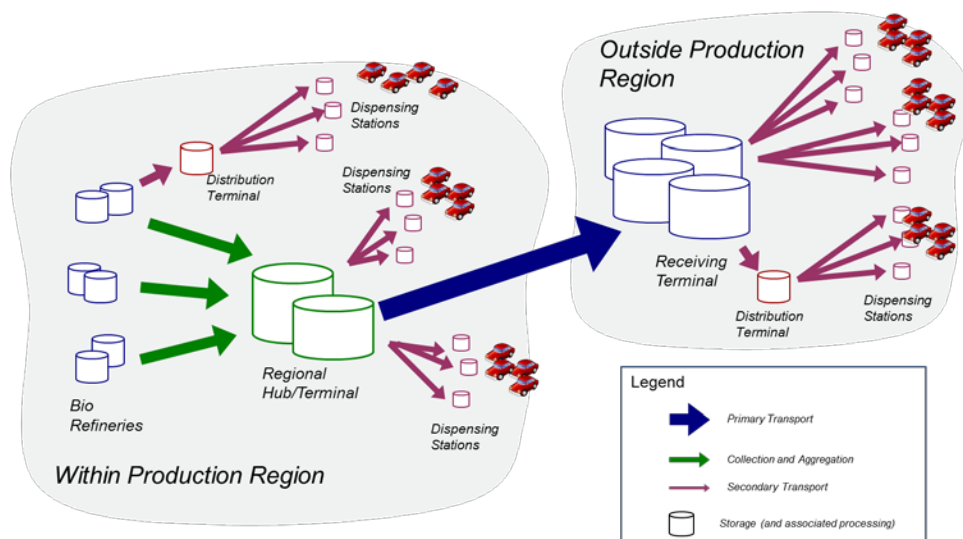 Outside Production
Region
Dispensing
Stations
Distribution
Terminal
Dispensing
Stations
Receiving
Terminal
Distribution
Terminal
Dispensing
Stations
Regional
Hub/Terminal
Bio
Refineries
Dispensing
Stations
Within Production Region
Legend
Primary Transport
Collection and Aggregation
Secondary Transport
Storage (and associated processing)